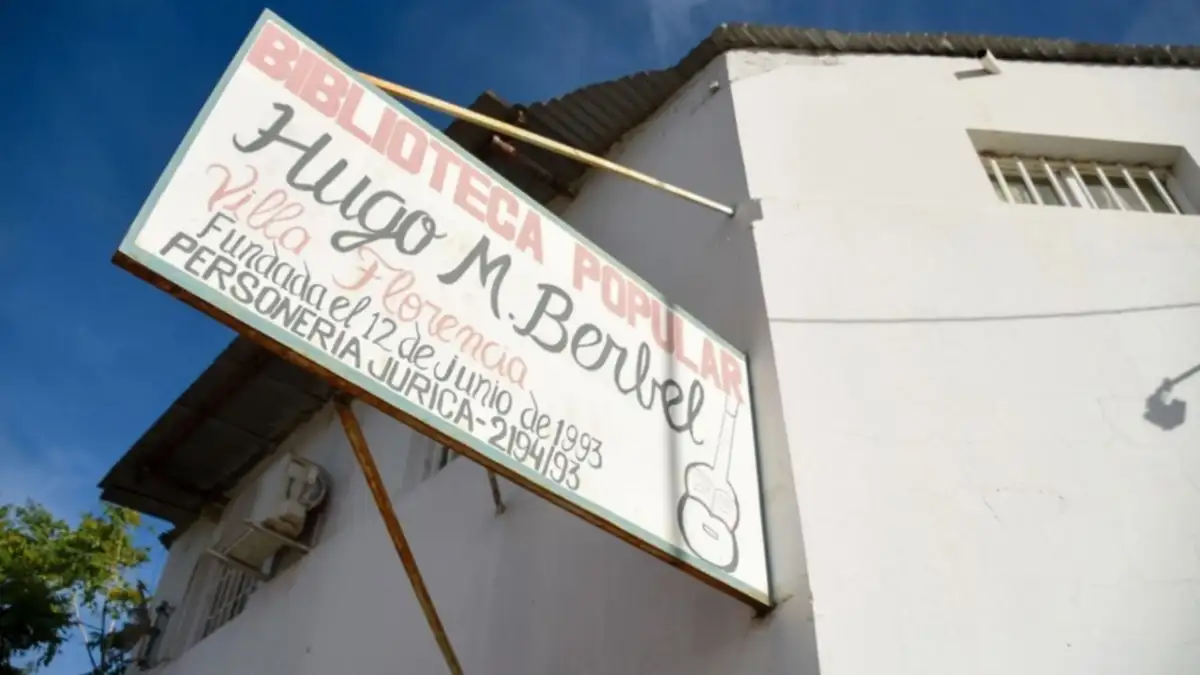 BIBLIOTECA POPULAR
Hugo M. Berbel
Villa Florencia
Fundada el 12 de junio de 1993
PERSONERIA JURICA-2194/93